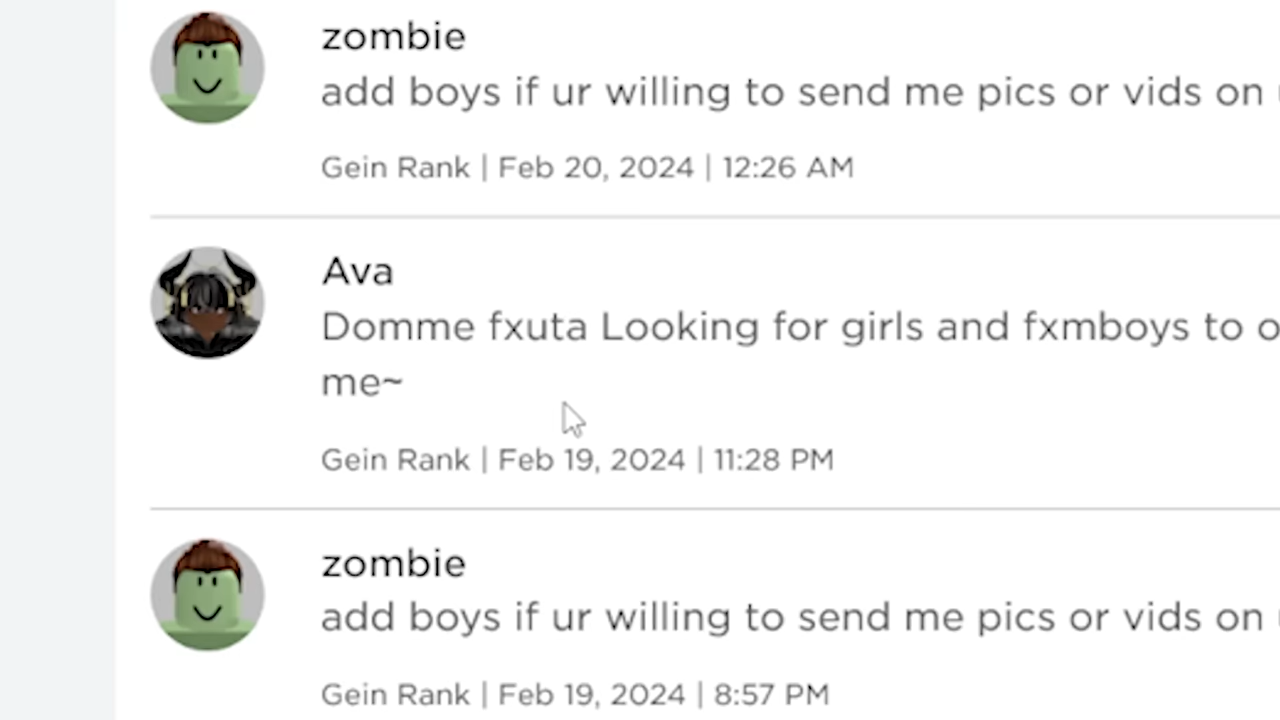 zombie
add boys if ur willing to send me pics or vids on
Gein Rank | Feb 20, 2024 | 12:26 AM
Ava
Domme fxuta Looking for girls and fxmboys to o
me~
Gein Rank | Feb 19, 2024 | 11:28 PM
zombie
add boys if ur willing to send me pics or vids on
Gein Rank | Feb 19, 2024 | 8:57 PM